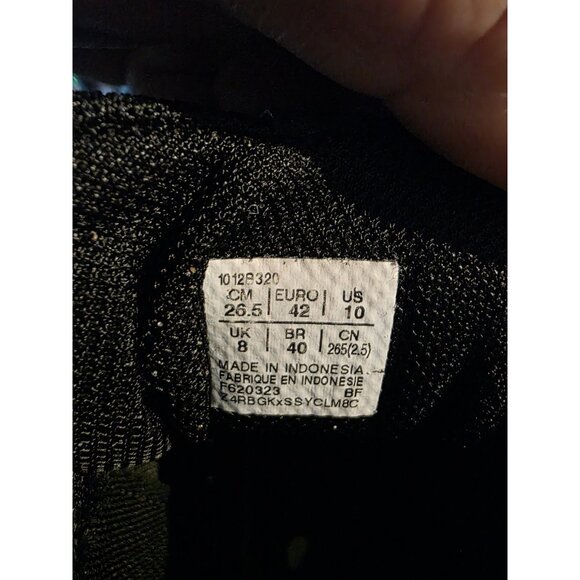 1012B320
CM | EURO | US
26.5 | 42 | 10
UK | BR | CN
8 | 40 | 265(2.5)
MADE IN INDONESIA
FABRIQUE EN INDONESIE
F620323 BF
Z4RBGKxSSYCLM8C